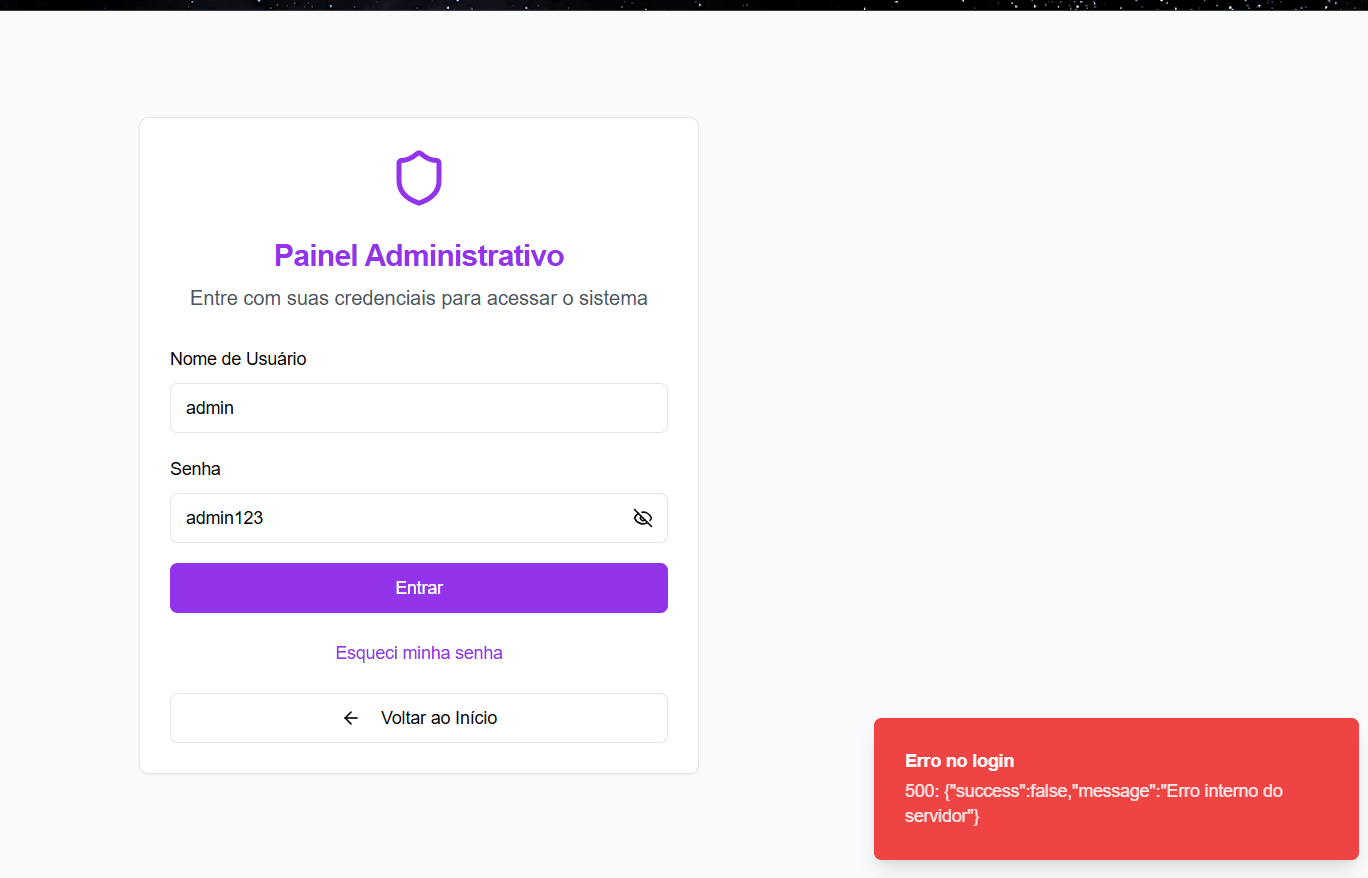 Painel Administrativo
Entre com suas credenciais para acessar o sistema
Nome de Usuário
admin
Senha
admin123
Entrar
Esqueci minha senha
Voltar ao Início
Erro no login
500: {"success":false,"message":"Erro interno do
servidor"}